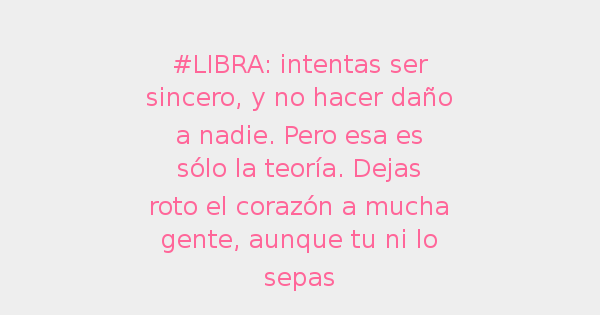 #LIBRA: intentas ser
sincero, y no hacer daño
a nadie. Pero esa es
sólo la teoría. Dejas
roto el corazón a mucha
gente, aunque tu ni lo
sepas